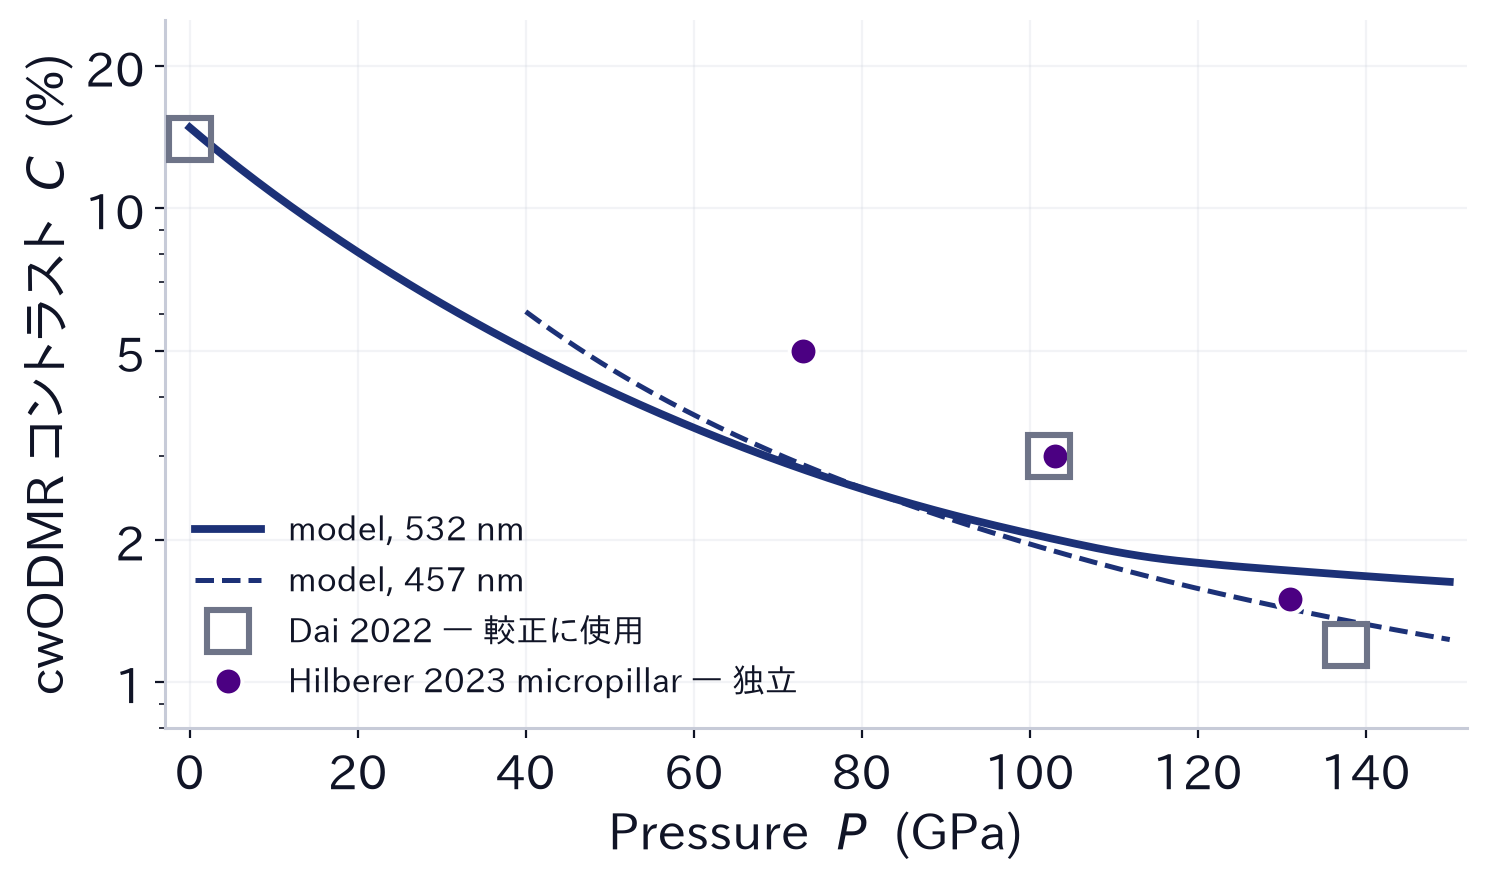 cwODMR コントラスト C (%)
20
10
5
2
1
model, 532 nm
model, 457 nm
Dai 2022 — 較正に使用
Hilberer 2023 micropillar — 独立
0 20 40 60 80 100 120 140
Pressure P (GPa)